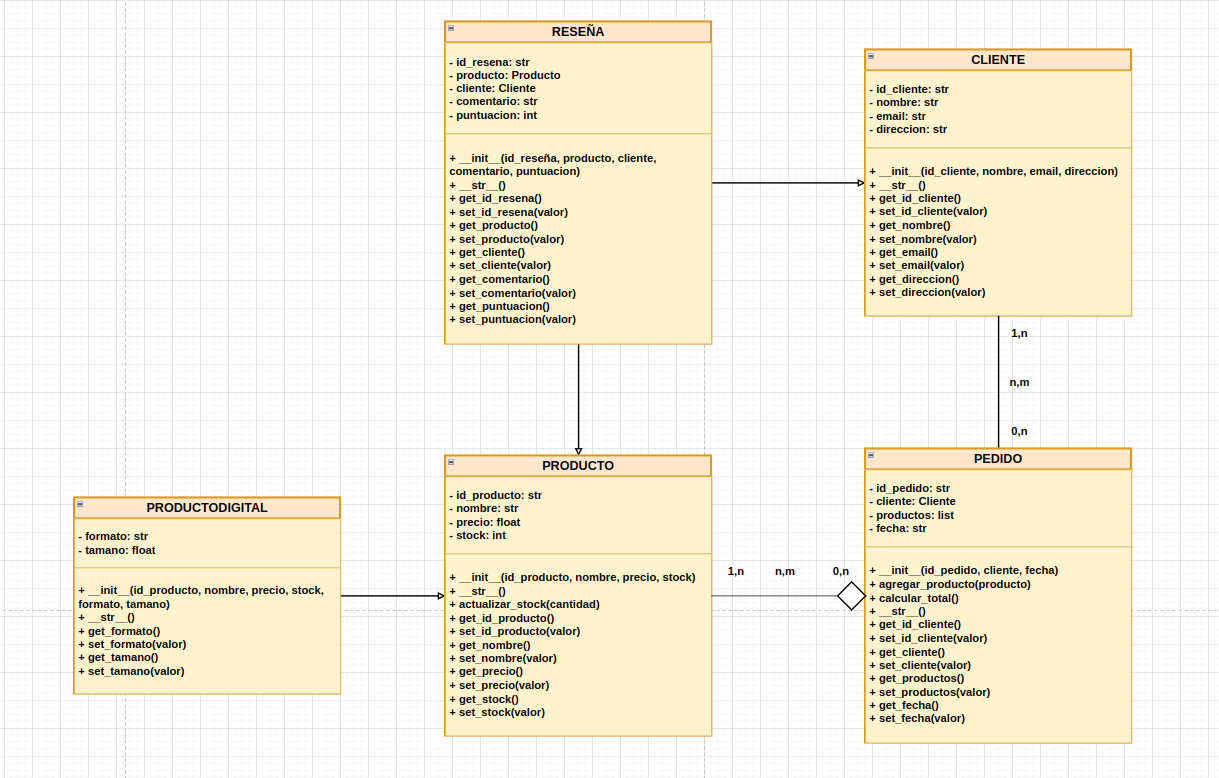 RESEÑA
- id_resena: str
- producto: Producto
- cliente: Cliente
- comentario: str
- puntuacion: int
+ __init__(id_reseña, producto, cliente,
comentario, puntuacion)
+ __str__()
+ get_id_resena()
+ set_id_resena(valor)
+ get_producto()
+ set_producto(valor)
+ get_cliente()
+ set_cliente(valor)
+ get_comentario()
+ set_comentario(valor)
+ get_puntuacion()
+ set_puntuacion(valor)
CLIENTE
- id_cliente: str
- nombre: str
- email: str
- direccion: str
+ __init__(id_cliente, nombre, email, direccion)
+ __str__()
+ get_id_cliente()
+ set_id_cliente(valor)
+ get_nombre()
+ set_nombre(valor)
+ get_email()
+ set_email(valor)
+ get_direccion()
+ set_direccion(valor)
1,n
n,m
0,n
PRODUCTODIGITAL
- formato: str
- tamano: float
+ __init__(id_producto, nombre, precio, stock,
formato, tamano)
+ __str__()
+ get_formato()
+ set_formato(valor)
+ get_tamano()
+ set_tamano(valor)
PRODUCTO
- id_producto: str
- nombre: str
- precio: float
- stock: int
+ __init__(id_producto, nombre, precio, stock)
+ __str__()
+ actualizar_stock(cantidad)
+ get_id_producto()
+ set_id_producto(valor)
+ get_nombre()
+ set_nombre(valor)
+ get_precio()
+ set_precio(valor)
+ get_stock()
+ set_stock(valor)
1,n n,m 0,n
PEDIDO
- id_pedido: str
- cliente: Cliente
- productos: list
- fecha: str
+ __init__(id_pedido, cliente, fecha)
+ agregar_producto(producto)
+ calcular_total()
+ __str__()
+ get_id_cliente()
+ set_id_cliente(valor)
+ get_cliente()
+ set_cliente(valor)
+ get_productos()
+ set_productos(valor)
+ get_fecha()
+ set_fecha(valor)